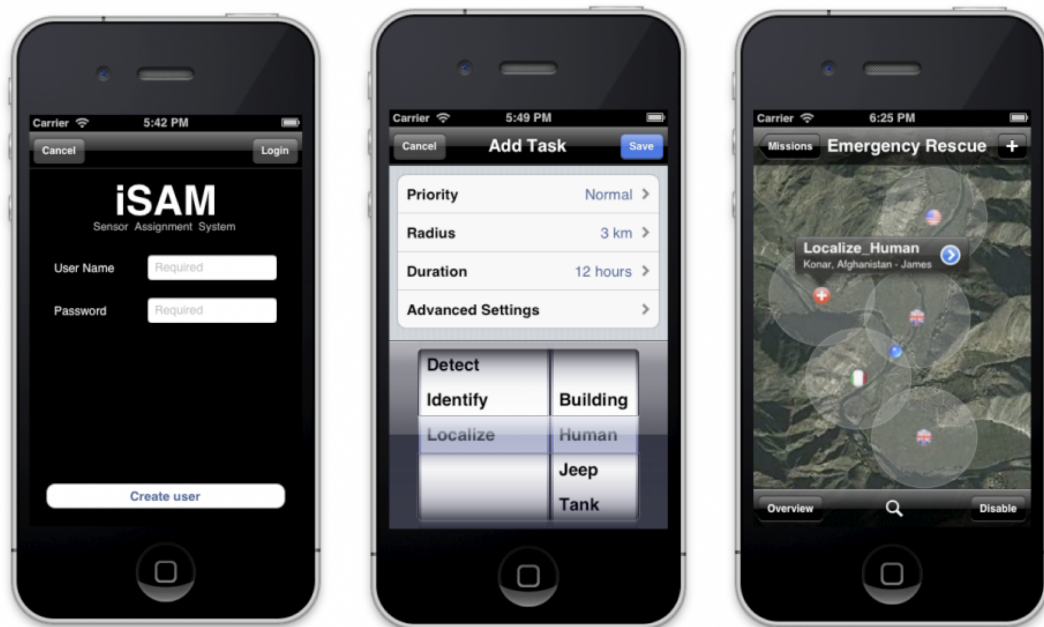 Carrier 5:42 PM
Cancel Login
iSAM
Sensor Assignment System
User Name Required
Password Required
Create user
Carrier 5:49 PM
Cancel Add Task Save
Priority Normal
Radius 3 km
Duration 12 hours
Advanced Settings
Detect
Identify Building
Localize Human
Jeep
Tank
Carrier 6:25 PM
Missions Emergency Rescue +
Localize_Human
Konar, Afghanistan - James
Overview Disable